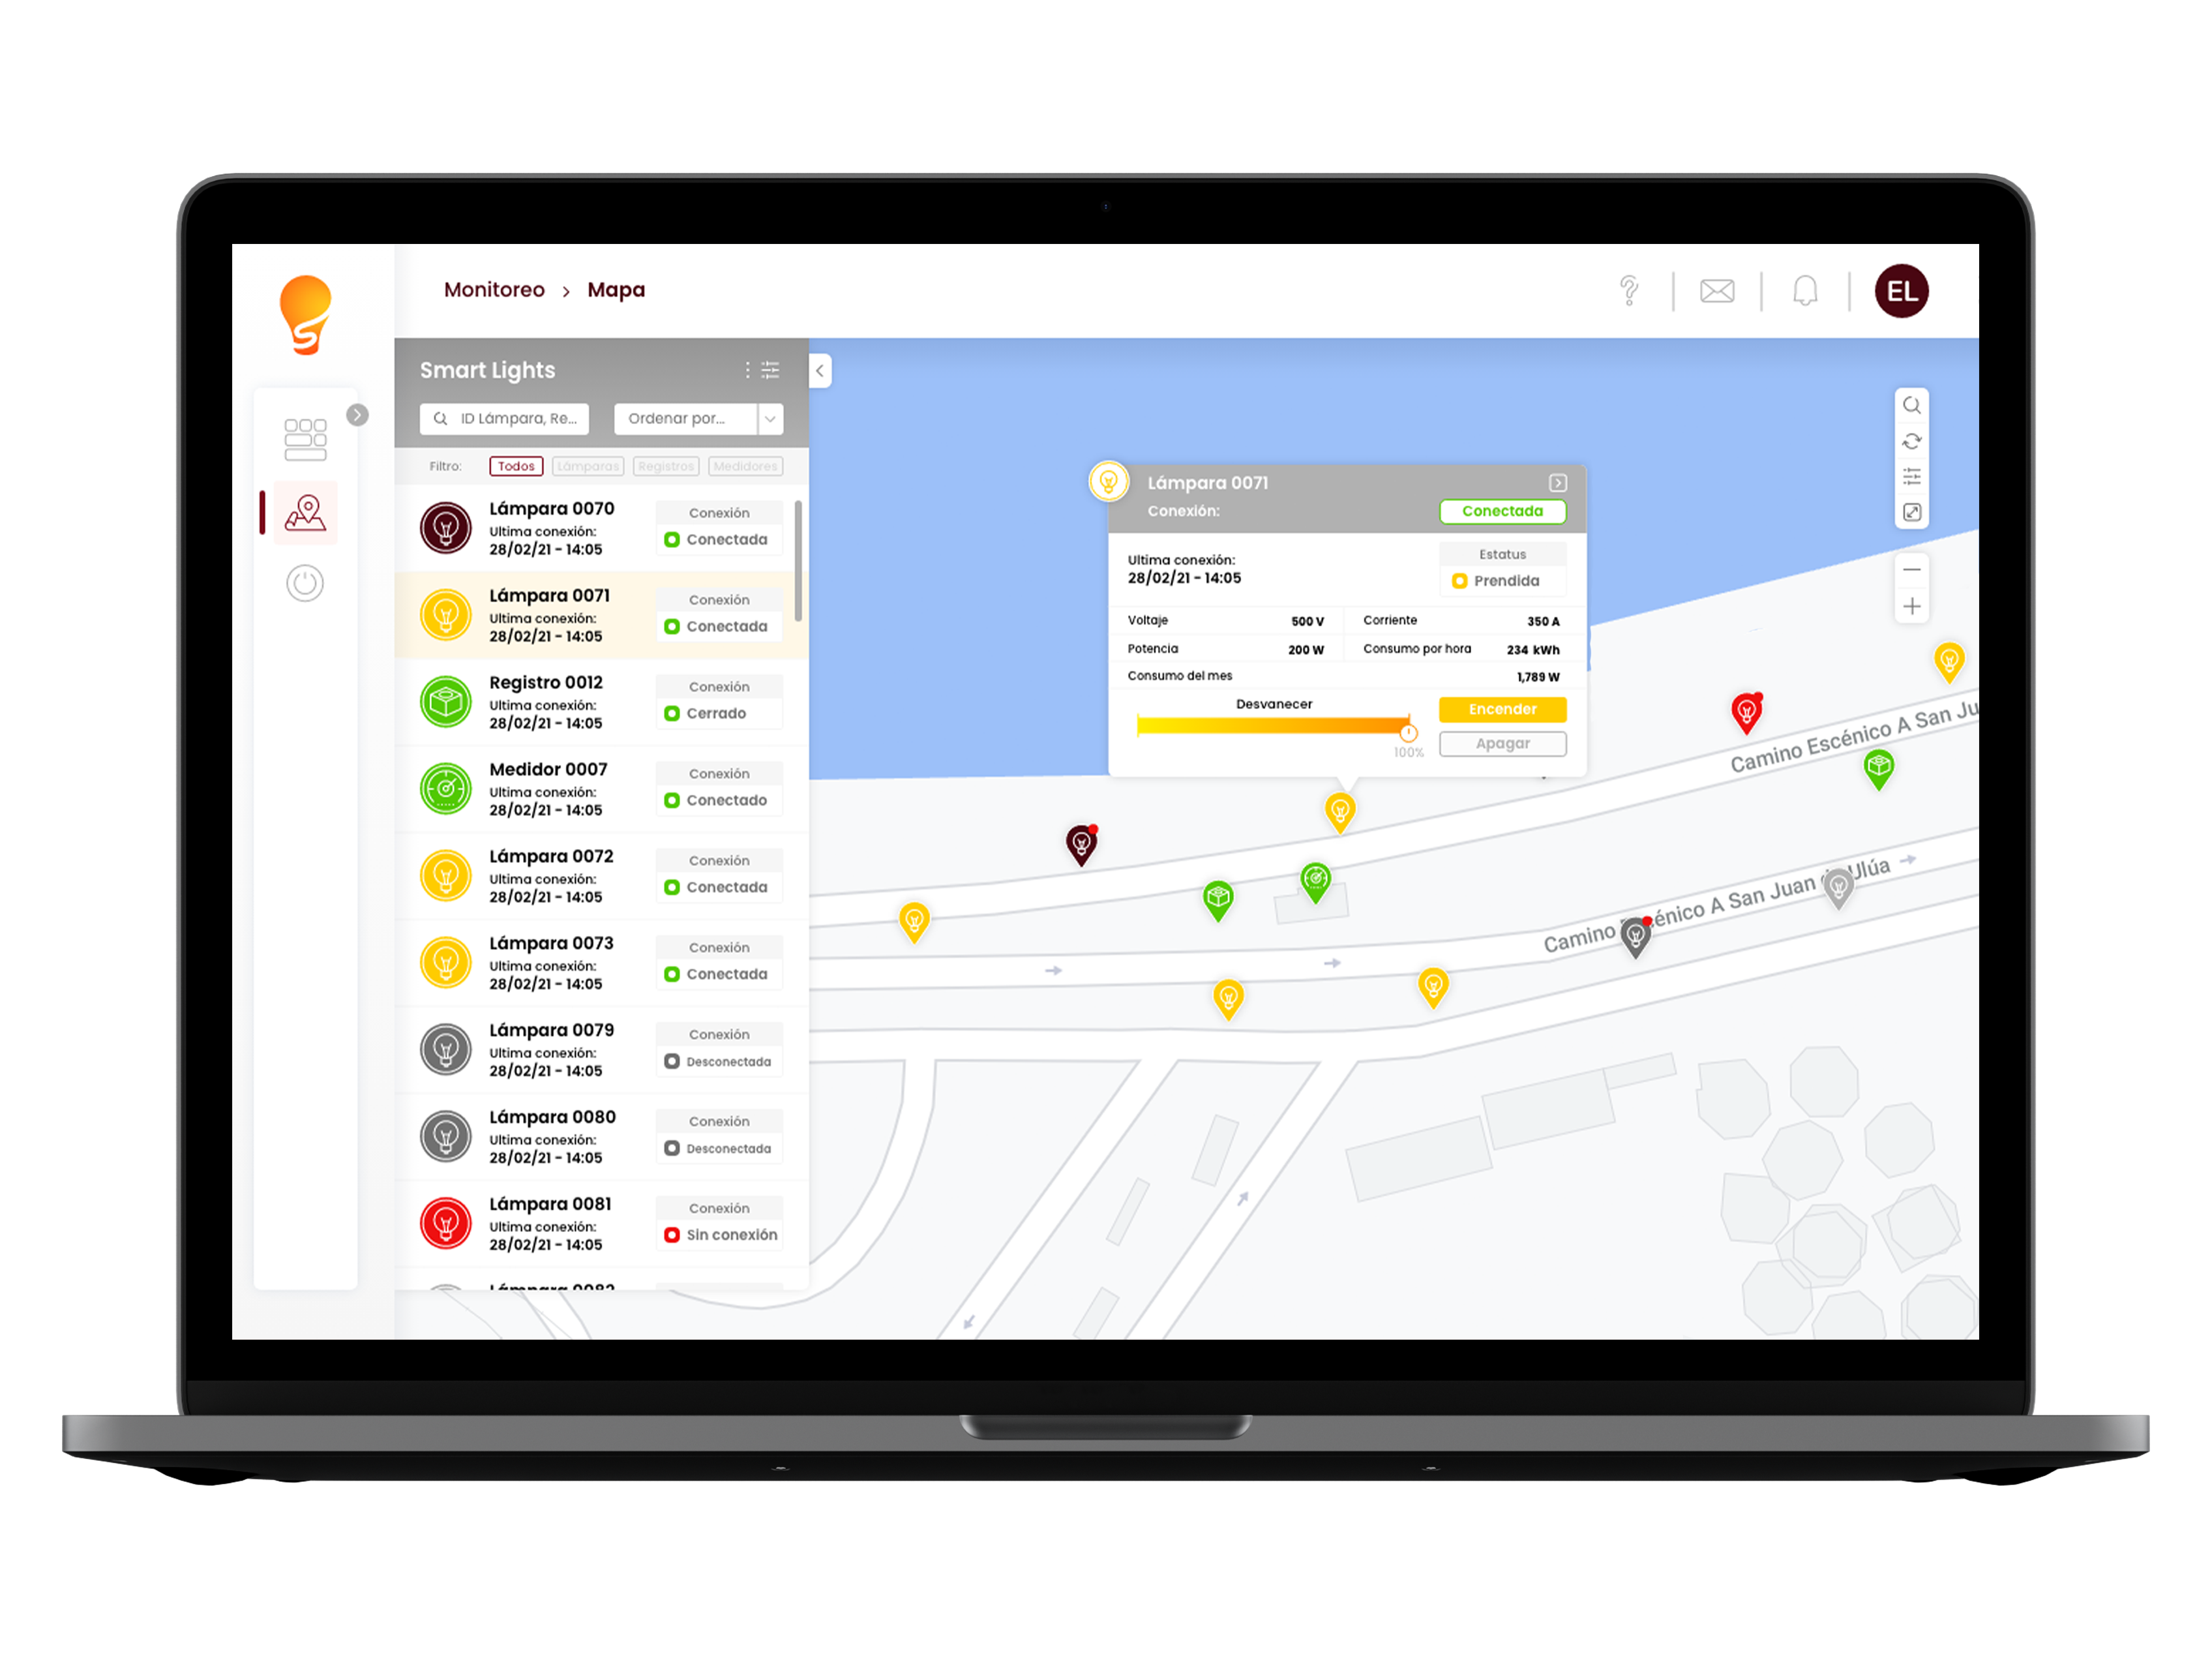 Monitoreo > Mapa
EL
Smart Lights
ID Lámpara, Re...
Ordenar por...
Filtro:
Todos
Lámparas
Registros
Medidores
Lámpara 0070
Ultima conexión:
28/02/21 - 14:05
Conexión
Conectada
Lámpara 0071
Ultima conexión:
28/02/21 - 14:05
Conexión
Conectada
Registro 0012
Ultima conexión:
28/02/21 - 14:05
Conexión
Cerrado
Medidor 0007
Ultima conexión:
28/02/21 - 14:05
Conexión
Conectado
Lámpara 0072
Ultima conexión:
28/02/21 - 14:05
Conexión
Conectada
Lámpara 0073
Ultima conexión:
28/02/21 - 14:05
Conexión
Conectada
Lámpara 0079
Ultima conexión:
28/02/21 - 14:05
Conexión
Desconectada
Lámpara 0080
Ultima conexión:
28/02/21 - 14:05
Conexión
Desconectada
Lámpara 0081
Ultima conexión:
28/02/21 - 14:05
Conexión
Sin conexión
Lámpara 0071
Conexión:
Conectada
Ultima conexión:
28/02/21 - 14:05
Estatus
Prendida
Voltaje 500 V
Corriente 350 A
Potencia 200 W
Consumo por hora 234 kWh
Consumo del mes 1,789 W
Desvanecer
100%
Encender
Apagar
Camino Escénico A San Ju
Camino Escénico A San Juan de Ulúa